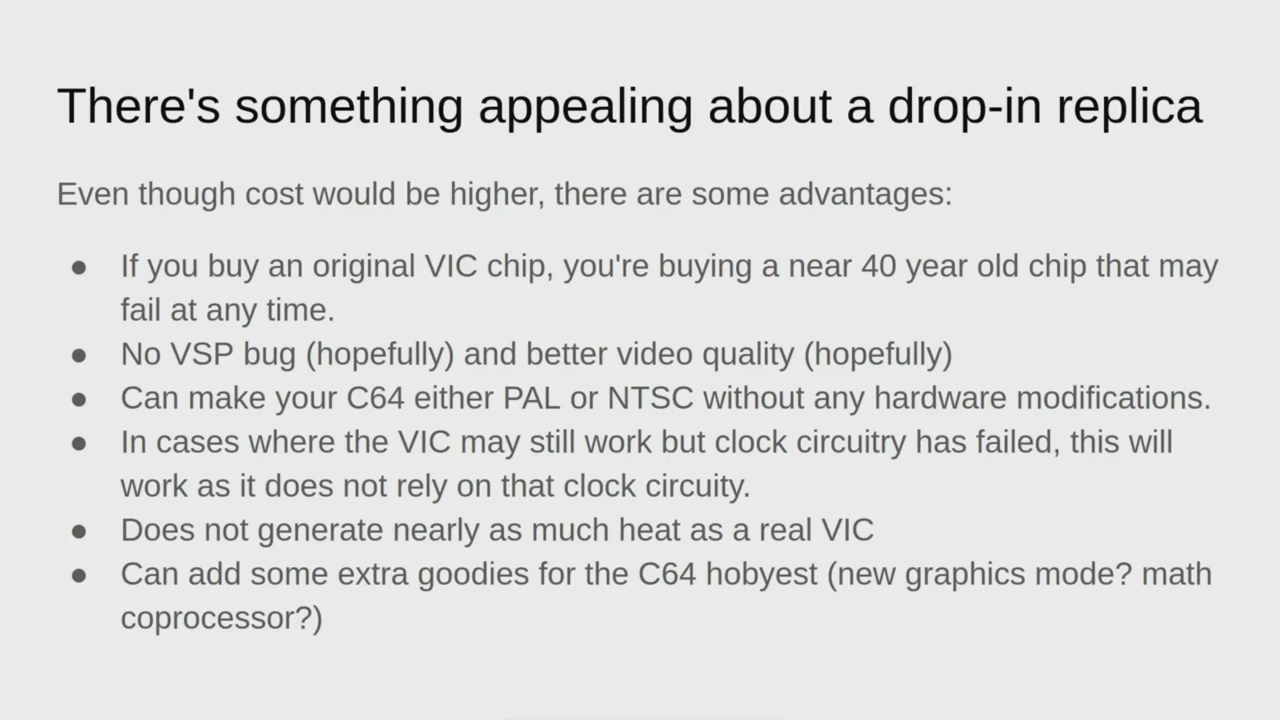 There's something appealing about a drop-in replica
Even though cost would be higher, there are some advantages:
● If you buy an original VIC chip, you're buying a near 40 year old chip that may
fail at any time.
● No VSP bug (hopefully) and better video quality (hopefully)
● Can make your C64 either PAL or NTSC without any hardware modifications.
● In cases where the VIC may still work but clock circuitry has failed, this will
work as it does not rely on that clock circuity.
● Does not generate nearly as much heat as a real VIC
● Can add some extra goodies for the C64 hobyest (new graphics mode? math
coprocessor?)